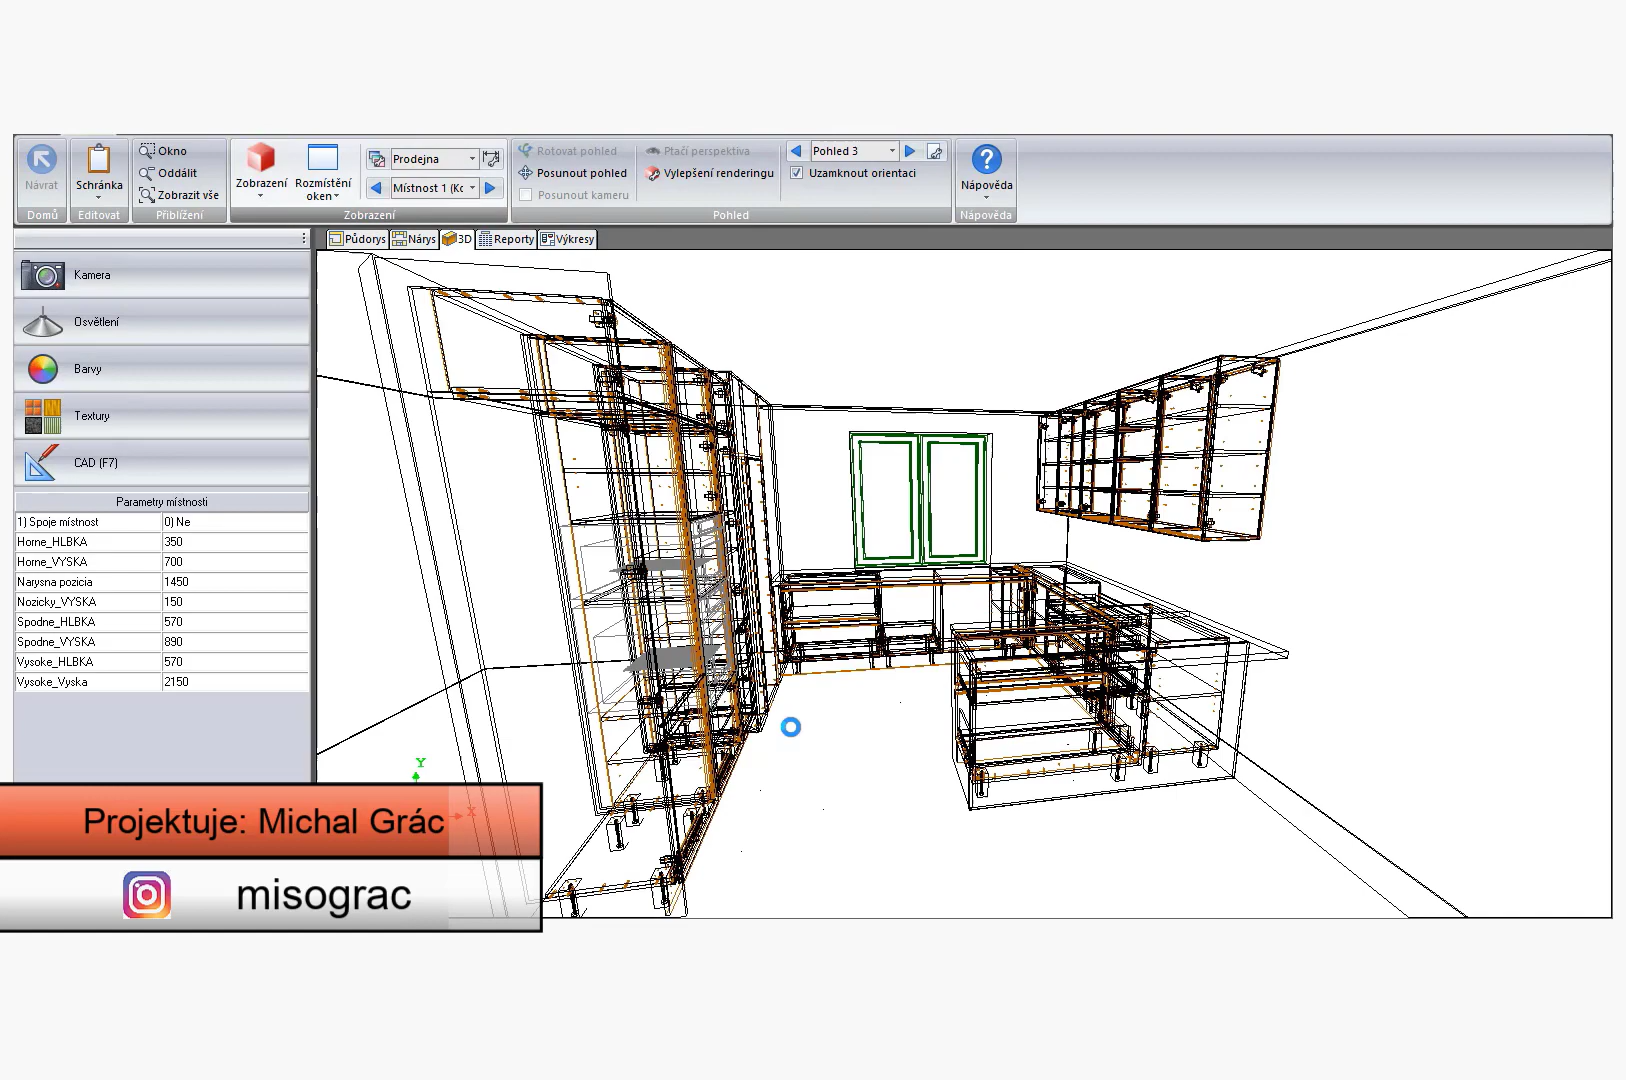 Návrat
Domů
Schránka
Editovat
Okno
Oddálit
Zobrazit vše
Přiblížení
Zobrazení
Rozmístění
oken
Prodejna
Místnost 1 (Kc
Zobrazení
Rotovat pohled
Posunout pohled
Posunout kameru
Ptačí perspektiva
Vylepšení renderingu
Pohled 3
Uzamknout orientaci
Pohled
Nápověda
Nápověda
Půdorys
Nárys
3D
Reporty
Výkresy
Kamera
Osvětlení
Barvy
Textury
CAD (F7)
Parametry místnosti
1) Spoje místnost 0) Ne
Horne_HLBKA 350
Horne_VYSKA 700
Narysna pozicia 1450
Nozicky_VYSKA 150
Spodne_HLBKA 570
Spodne_VYSKA 890
Vysoke_HLBKA 570
Vysoke_Vyska 2150
Y
X
Projektuje: Michal Grác
misograc